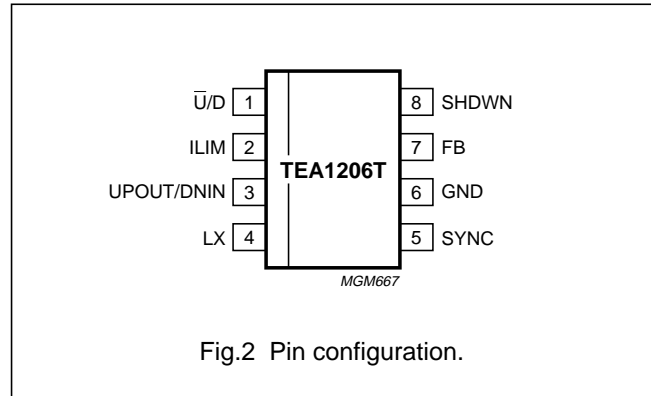 U̅/D 1
ILIM 2
UPOUT/DNIN 3
LX 4
TEA1206T
8 SHDWN
7 FB
6 GND
5 SYNC
MGM667
Fig.2 Pin configuration.